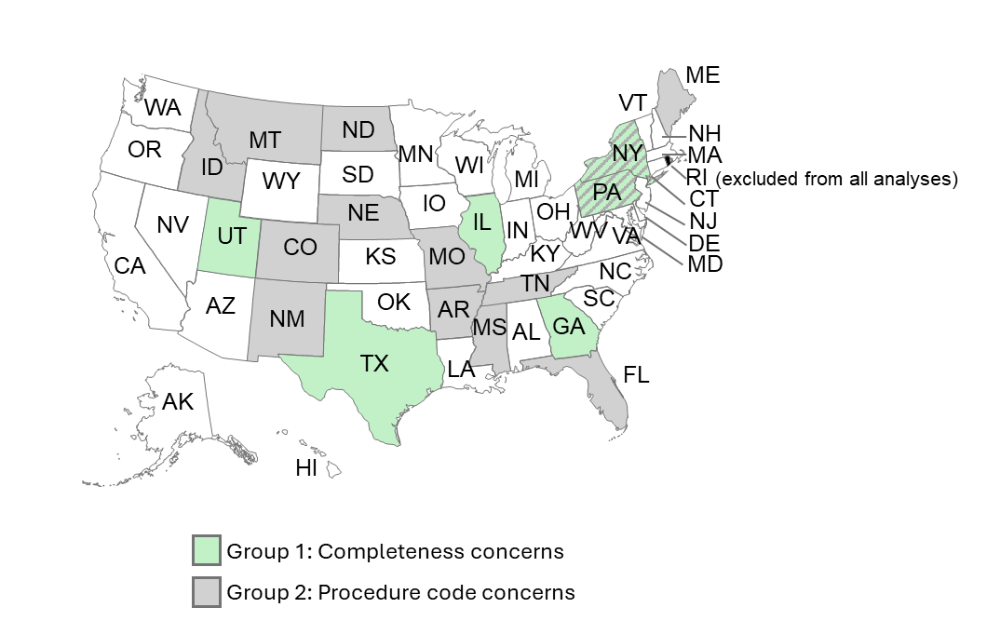 ME
VT
WA
NH
ND
MT
OR
MN
NY
MA
WI
ID
SD
MI
RI (excluded from all analyses)
WY
PA
CT
IO
NE
OH
NV
IL
NJ
IN
WV
VA
UT
DE
CO
KY
KS
MO
MD
CA
NC
TN
OK
SC
AZ
AR
NM
MS
AL
GA
TX
LA
FL
AK
HI
Group 1: Completeness concerns
Group 2: Procedure code concerns